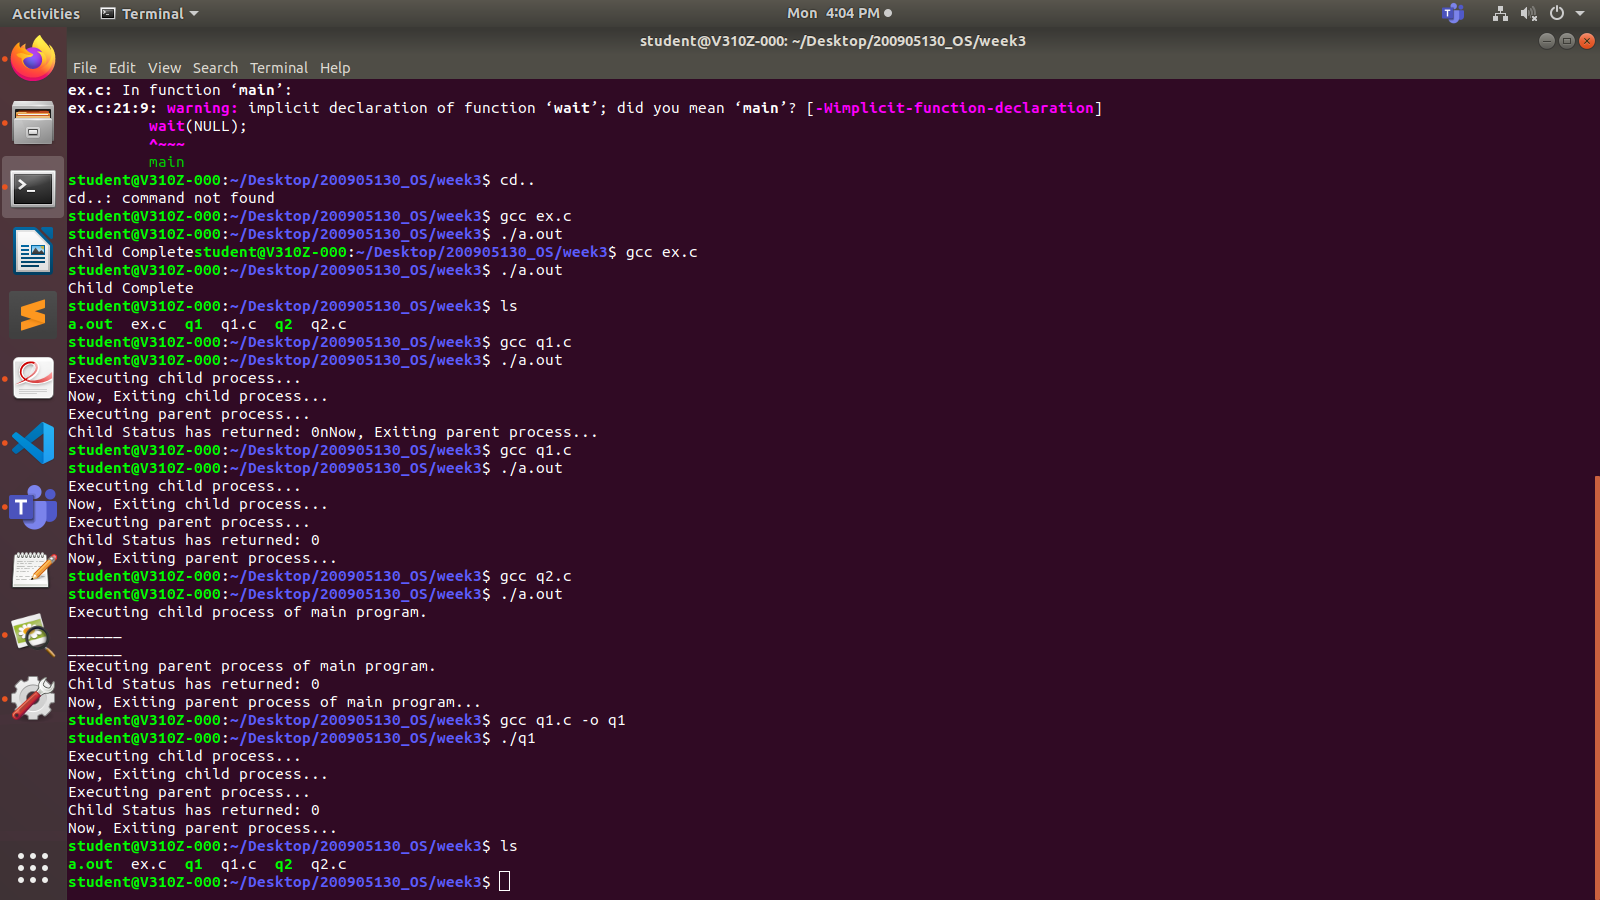 Activities Terminal Mon 4:04 PM
student@V310Z-000: ~/Desktop/200905130_OS/week3
File Edit View Search Terminal Help
ex.c: In function ‘main’:
ex.c:21:9: warning: implicit declaration of function ‘wait’; did you mean ‘main’? [-Wimplicit-function-declaration]
wait(NULL);
^~~~
main
student@V310Z-000:~/Desktop/200905130_OS/week3$ cd..
cd..: command not found
student@V310Z-000:~/Desktop/200905130_OS/week3$ gcc ex.c
student@V310Z-000:~/Desktop/200905130_OS/week3$ ./a.out
Child Completestudent@V310Z-000:~/Desktop/200905130_OS/week3$ gcc ex.c
student@V310Z-000:~/Desktop/200905130_OS/week3$ ./a.out
Child Complete
student@V310Z-000:~/Desktop/200905130_OS/week3$ ls
a.out ex.c q1 q1.c q2 q2.c
student@V310Z-000:~/Desktop/200905130_OS/week3$ gcc q1.c
student@V310Z-000:~/Desktop/200905130_OS/week3$ ./a.out
Executing child process...
Now, Exiting child process...
Executing parent process...
Child Status has returned: 0nNow, Exiting parent process...
student@V310Z-000:~/Desktop/200905130_OS/week3$ gcc q1.c
student@V310Z-000:~/Desktop/200905130_OS/week3$ ./a.out
Executing child process...
Now, Exiting child process...
Executing parent process...
Child Status has returned: 0
Now, Exiting parent process...
student@V310Z-000:~/Desktop/200905130_OS/week3$ gcc q2.c
student@V310Z-000:~/Desktop/200905130_OS/week3$ ./a.out
Executing child process of main program.
______
______
Executing parent process of main program.
Child Status has returned: 0
Now, Exiting parent process of main program...
student@V310Z-000:~/Desktop/200905130_OS/week3$ gcc q1.c -o q1
student@V310Z-000:~/Desktop/200905130_OS/week3$ ./q1
Executing child process...
Now, Exiting child process...
Executing parent process...
Child Status has returned: 0
Now, Exiting parent process...
student@V310Z-000:~/Desktop/200905130_OS/week3$ ls
a.out ex.c q1 q1.c q2 q2.c
student@V310Z-000:~/Desktop/200905130_OS/week3$